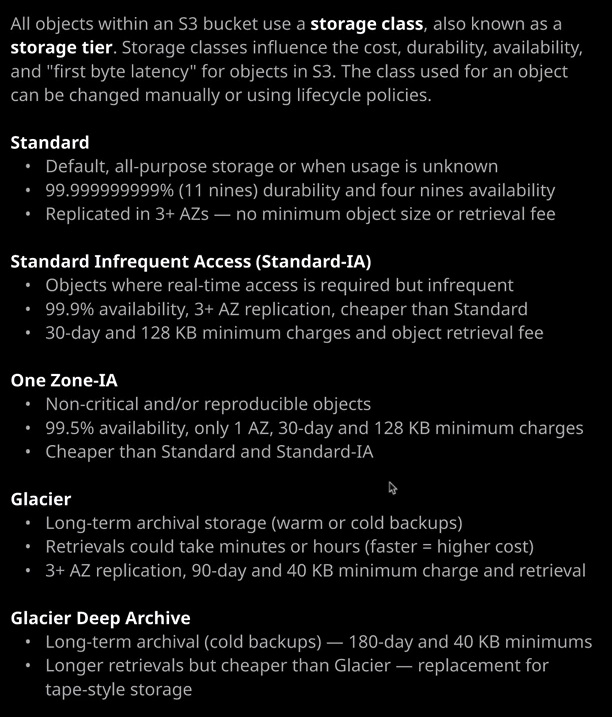 All objects within an S3 bucket use a storage class, also known as a
storage tier. Storage classes influence the cost, durability, availability,
and "first byte latency" for objects in S3. The class used for an object
can be changed manually or using lifecycle policies.
Standard
• Default, all-purpose storage or when usage is unknown
• 99.999999999% (11 nines) durability and four nines availability
• Replicated in 3+ AZs — no minimum object size or retrieval fee
Standard Infrequent Access (Standard-IA)
• Objects where real-time access is required but infrequent
• 99.9% availability, 3+ AZ replication, cheaper than Standard
• 30-day and 128 KB minimum charges and object retrieval fee
One Zone-IA
• Non-critical and/or reproducible objects
• 99.5% availability, only 1 AZ, 30-day and 128 KB minimum charges
• Cheaper than Standard and Standard-IA
Glacier
• Long-term archival storage (warm or cold backups)
• Retrievals could take minutes or hours (faster = higher cost)
• 3+ AZ replication, 90-day and 40 KB minimum charge and retrieval
Glacier Deep Archive
• Long-term archival (cold backups) — 180-day and 40 KB minimums
• Longer retrievals but cheaper than Glacier — replacement for
tape-style storage